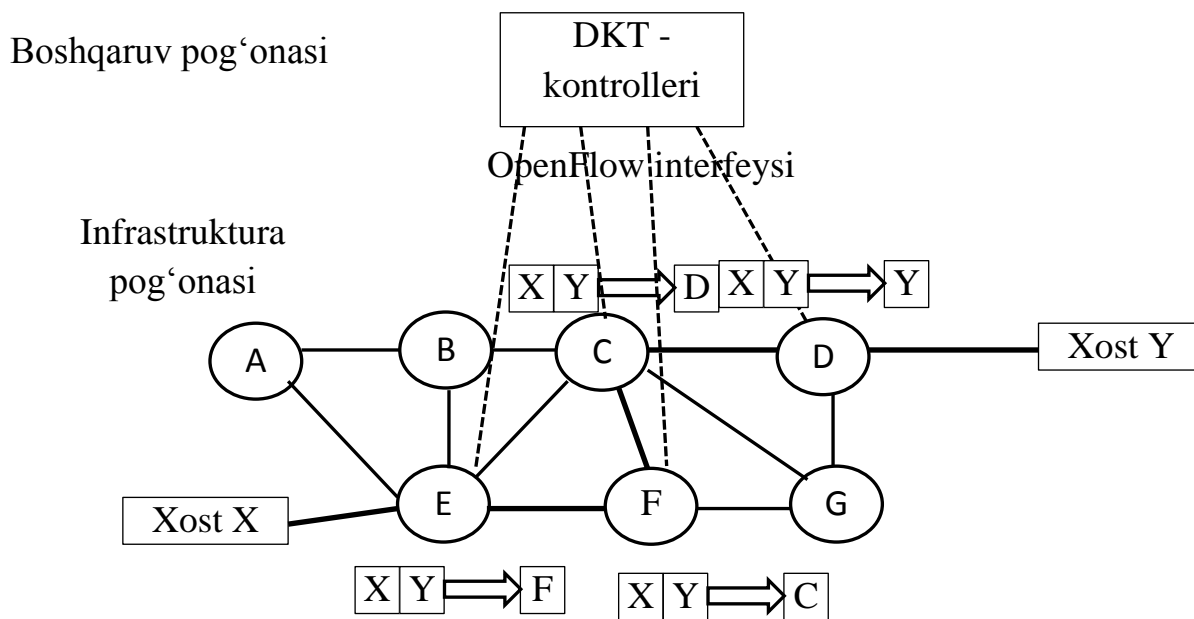 Boshqaruv pog‘onasi
DKT -
kontrolleri
OpenFlow interfeysi
Infrastruktura
pog‘onasi
X Y D X Y Y
A B C D Xost Y
Xost X E F G
X Y F X Y C